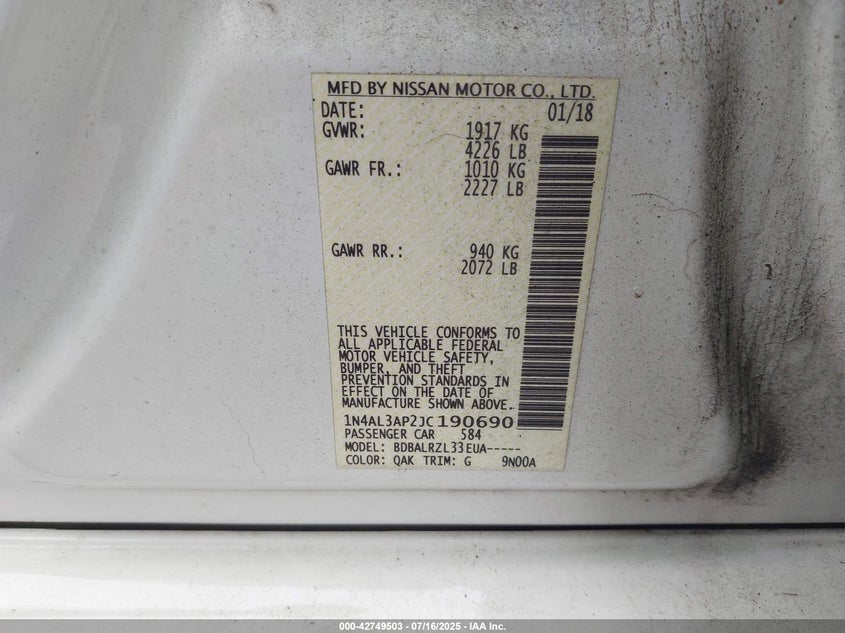 MFD BY NISSAN MOTOR CO., LTD.
DATE: 01/18
GVWR: 1917 KG
4226 LB
GAWR FR.: 1010 KG
2227 LB
GAWR RR.: 940 KG
2072 LB
THIS VEHICLE CONFORMS TO
ALL APPLICABLE FEDERAL
MOTOR VEHICLE SAFETY,
BUMPER, AND THEFT
PREVENTION STANDARDS IN
EFFECT ON THE DATE OF
MANUFACTURE SHOWN ABOVE.
1N4AL3AP2JC190690
PASSENGER CAR 584
MODEL: BDBALRZL33EUA-----
COLOR: QAK TRIM: G 9N00A
000-42749503 - 07/16/2025 - IAA Inc.